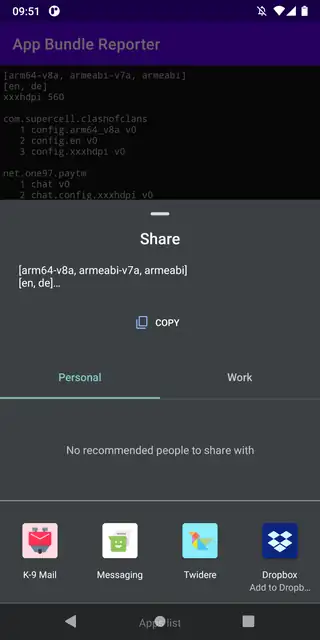 09:51
App Bundle Reporter
[arm64-v8a, armeabi-v7a, armeabi]
[en, de]
xxxhdpi 560
com.supercell.clasnofclans
1 config.arm64_v8a v0
2 config.en v0
3 config.xxxhdpi v0
net.one97.paytm
1 chat v0
2 chat.config.xxxhdpi v0
Share
[arm64-v8a, armeabi-v7a, armeabi]
[en, de]…
COPY
Personal
Work
No recommended people to share with
K-9 Mail
Messaging
Twidere
Dropbox
Add to Dropb…
Apps list